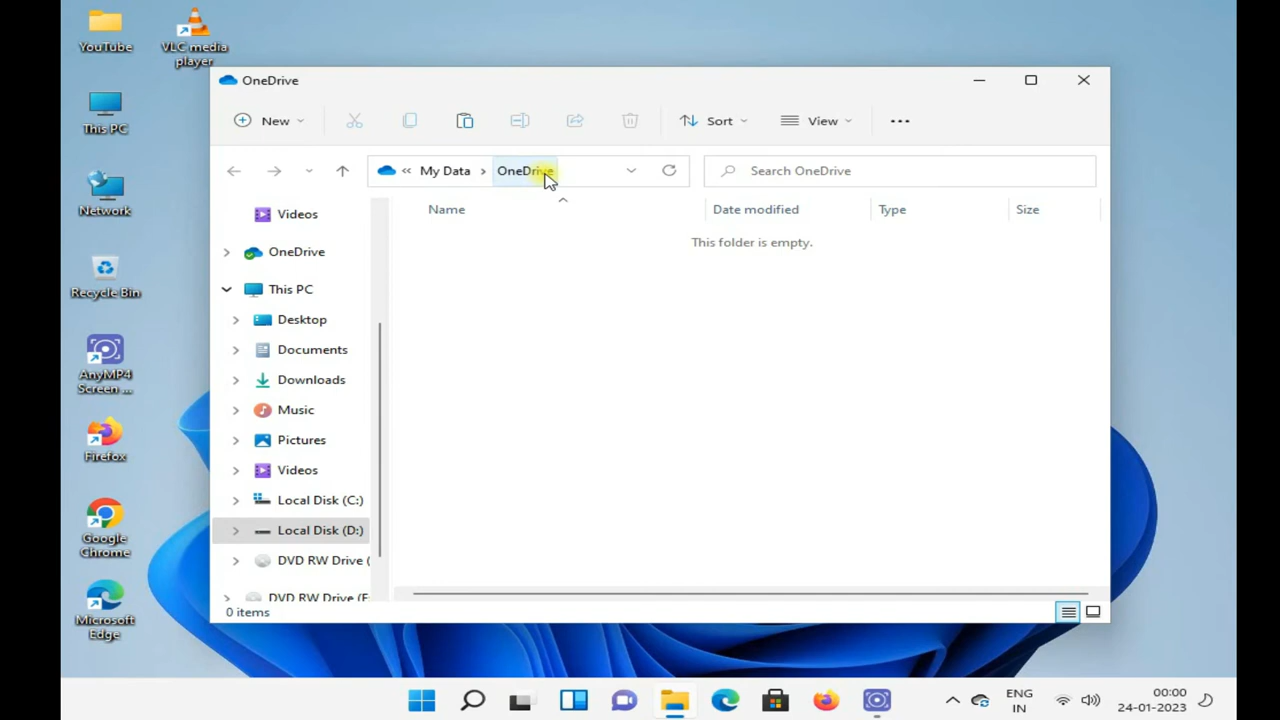 YouTube
VLC media
player
This PC
Network
Recycle Bin
AnyMP4
Screen ...
Firefox
Google
Chrome
Microsoft
Edge
OneDrive
New
Sort
View
...
« My Data > OneDrive
Search OneDrive
Name
Date modified
Type
Size
This folder is empty.
Videos
OneDrive
This PC
Desktop
Documents
Downloads
Music
Pictures
Videos
Local Disk (C:)
Local Disk (D:)
DVD RW Drive (
DVD RW Drive (F
0 items
ENG
IN
00:00
24-01-2023